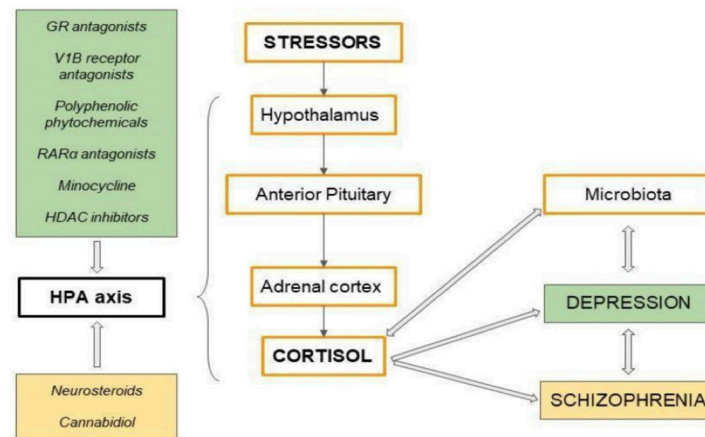 GR antagonists
V1B receptor
antagonists
Polyphenolic
phytochemicals
RARα antagonists
Minocycline
HDAC inhibitors
HPA axis
Neurosteroids
Cannabidiol
STRESSORS
Hypothalamus
Anterior Pituitary
Adrenal cortex
CORTISOL
Microbiota
DEPRESSION
SCHIZOPHRENIA